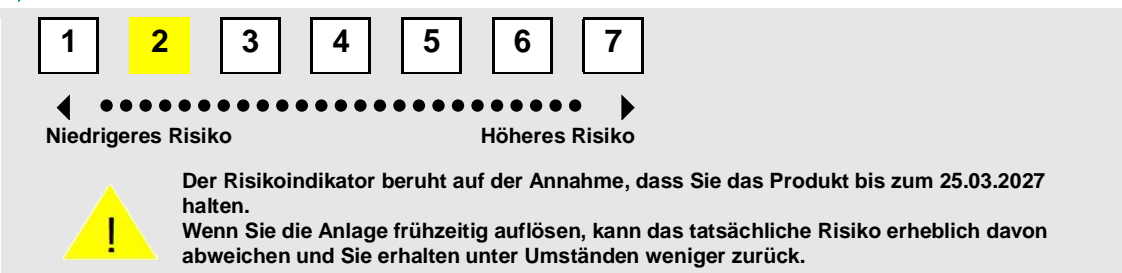 1 2 3 4 5 6 7
Niedrigeres Risiko Höheres Risiko
Der Risikoindikator beruht auf der Annahme, dass Sie das Produkt bis zum 25.03.2027
halten.
Wenn Sie die Anlage frühzeitig auflösen, kann das tatsächliche Risiko erheblich davon
abweichen und Sie erhalten unter Umständen weniger zurück.
!